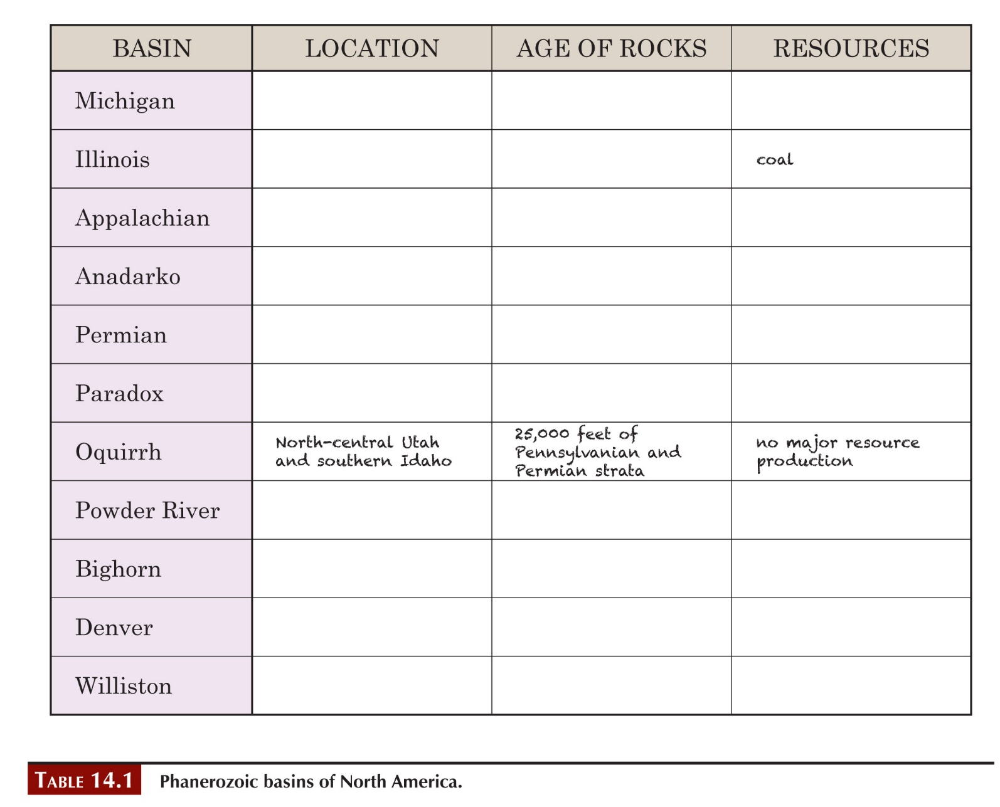 BASIN LOCATION AGE OF ROCKS RESOURCES
Michigan
Illinois coal
Appalachian
Anadarko
Permian
Paradox
Oquirrh
North-central Utah
and southern Idaho
25,000 feet of
Pennsylvanian and
Permian strata
no major resource
production
Powder River
Bighorn
Denver
Williston
TABLE 14.1 Phanerozoic basins of North America.